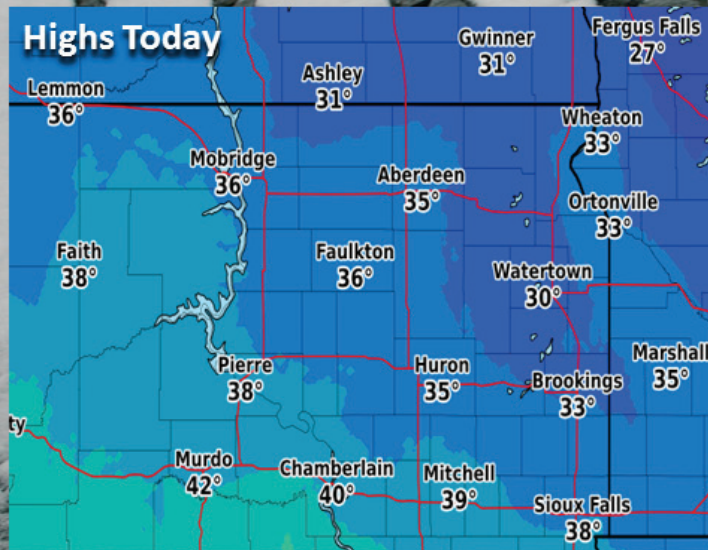 Highs Today
Gwinner
31°
Fergus Falls
27°
Ashley
31°
Lemmon
36°
Wheaton
33°
Mobridge
36°
Aberdeen
35°
Ortonville
33°
Faith
38°
Faulkton
36°
Watertown
30°
Marshall
35°
Pierre
38°
Huron
35°
Brookings
33°
ty
Murdo
42°
Chamberlain
40°
Mitchell
39°
Sioux Falls
38°